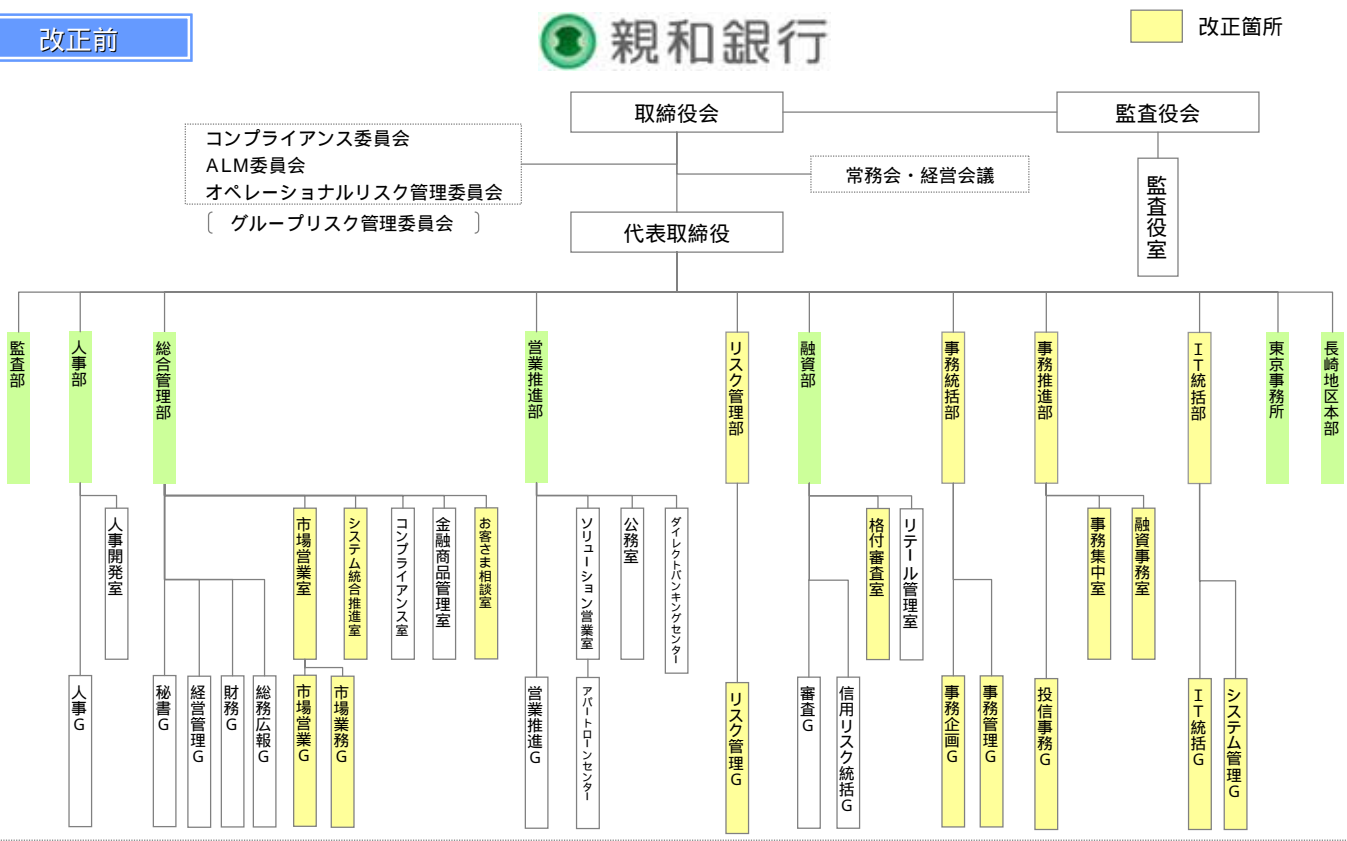 改正前
親和銀行
改正箇所
取締役会
監査役会
コンプライアンス委員会
ALM委員会
オペレーショナルリスク管理委員会
〔 グループリスク管理委員会 〕
常務会・経営会議
監査役室
代表取締役
監査部
人事部
総合管理部
営業推進部
リスク管理部
融資部
事務統括部
事務推進部
IT統括部
東京事務所
長崎地区本部
人事開発室
市場営業室
システム統合推進室
コンプライアンス室
金融商品管理室
お客さま相談室
ソリューション営業室
公務室
ダイレクトバンキングセンター
格付審査室
リテール管理室
事務集中室
融資事務室
人事G
秘書G
経営管理G
財務G
総務広報G
市場営業G
市場業務G
営業推進G
アパートローンセンター
リスク管理G
審査G
信用リスク統括G
事務企画G
事務管理G
投信事務G
IT統括G
システム管理G